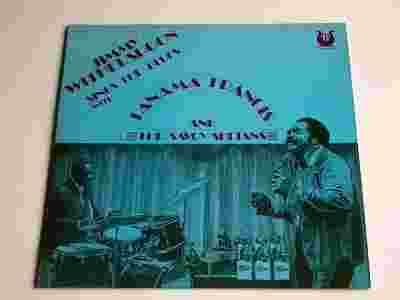 JIMMY
WITHERSPOON
SINGS THE BLUES
WITH
PANAMA FRANCIS
AND
THE SAVOY SULTANS